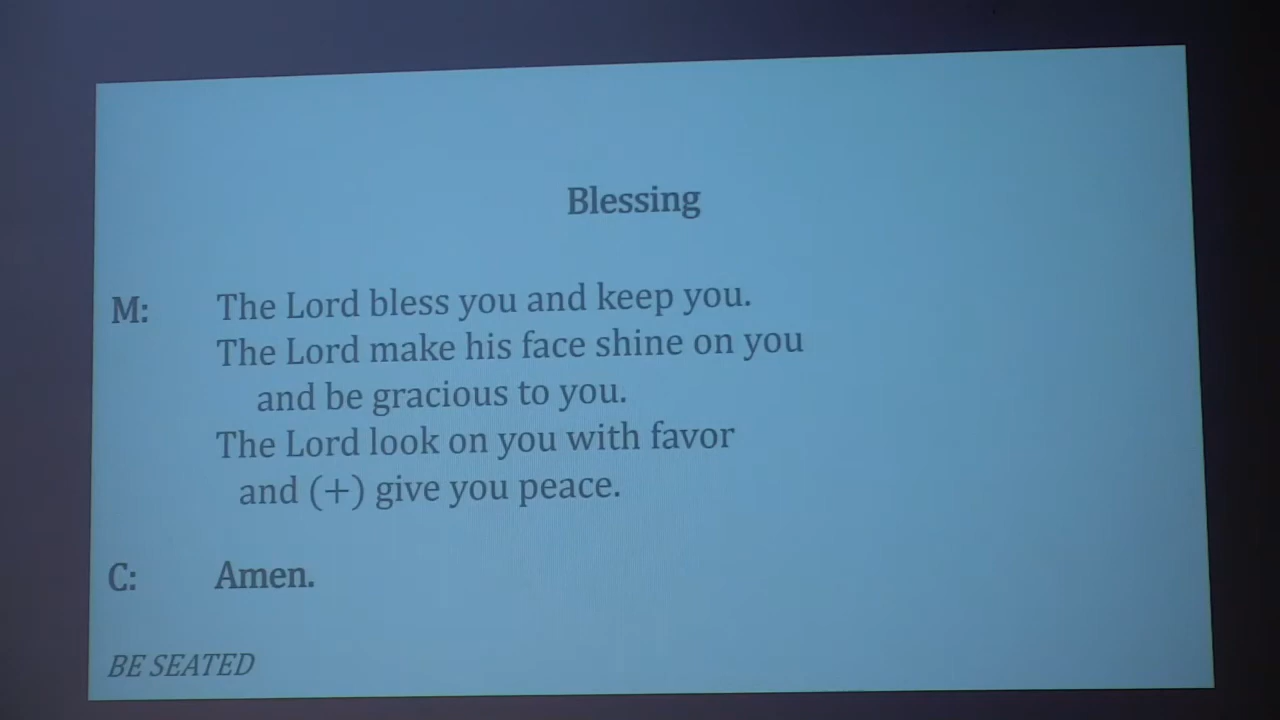 Blessing
M: The Lord bless you and keep you.
The Lord make his face shine on you
and be gracious to you.
The Lord look on you with favor
and (+) give you peace.
C: Amen.
BE SEATED